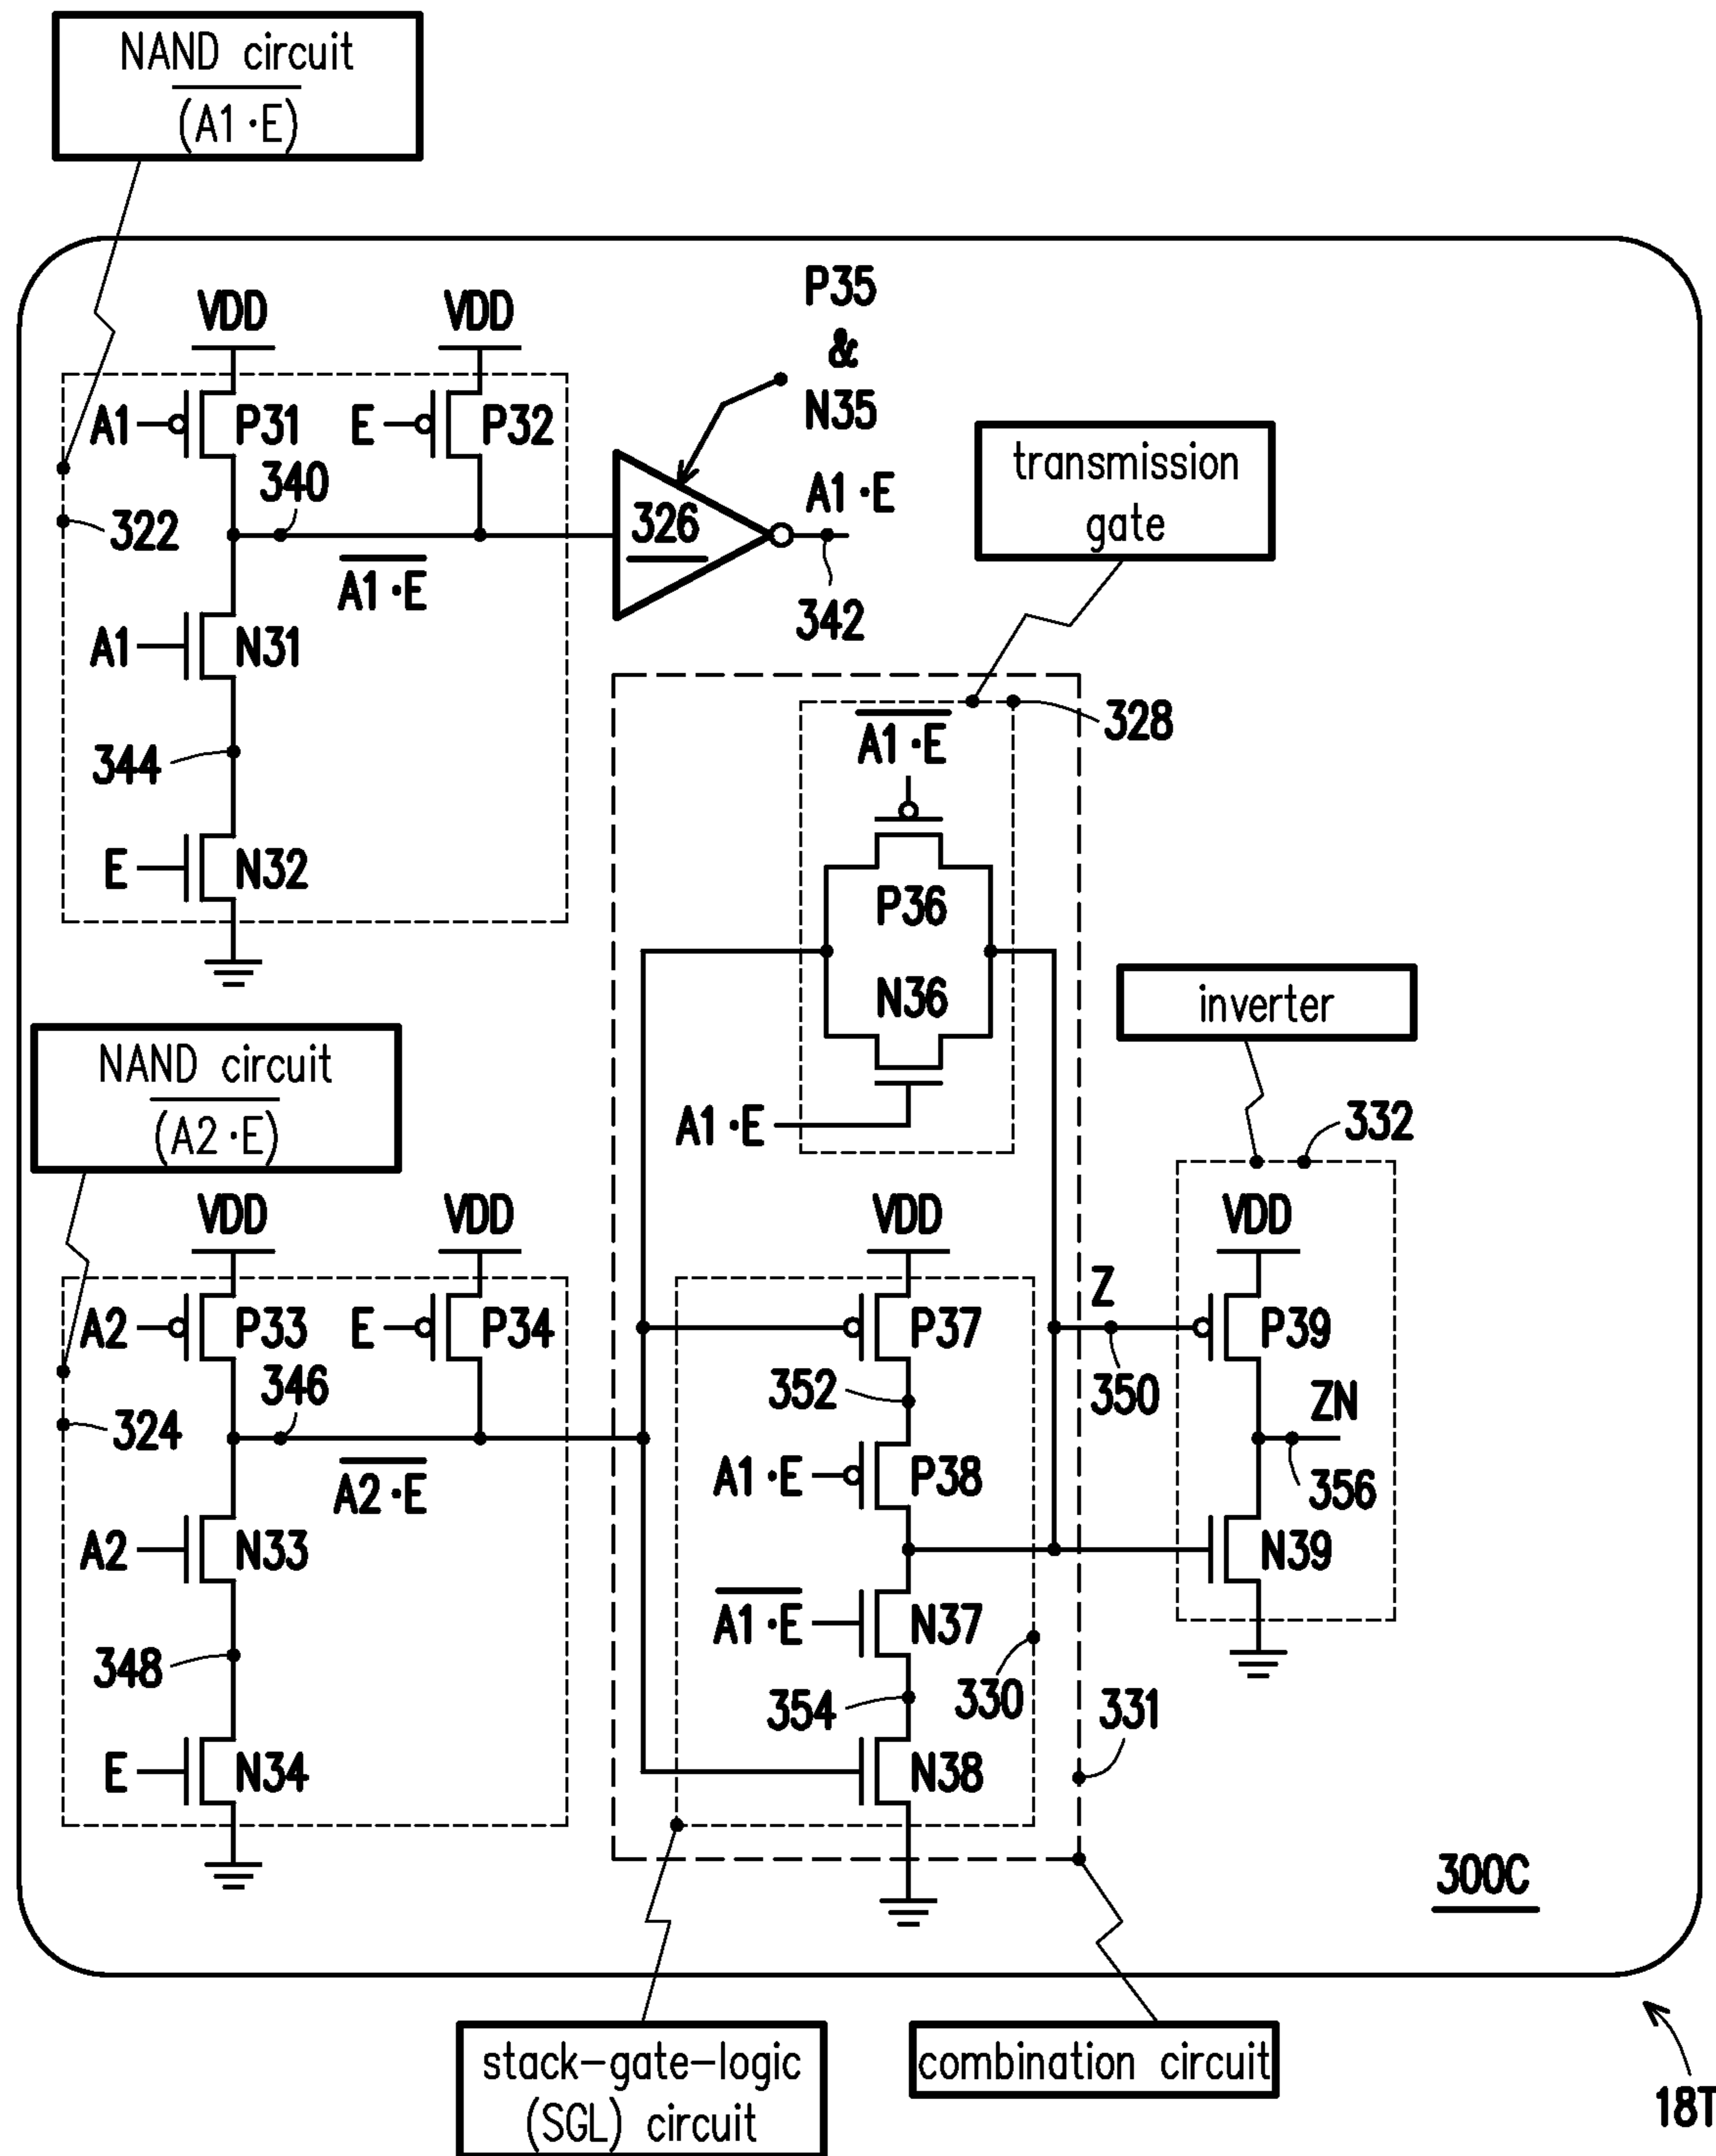 NAND circuit
(A1·E)
VDD
VDD
P35
&
N35
A1
P31
E
P32
340
322
326
A1·E
A1·E
342
transmission
gate
A1
N31
344
E
N32
328
A1·E
P36
N36
A1·E
inverter
332
NAND circuit
(A2·E)
VDD
VDD
VDD
VDD
A2
P33
E
P34
P37
Z
P39
346
352
350
ZN
324
A2·E
A1·E
P38
356
A2
N33
A1·E
N37
N39
348
354
330
331
E
N34
N38
300C
stack-gate-logic
(SGL) circuit
combination circuit
18T